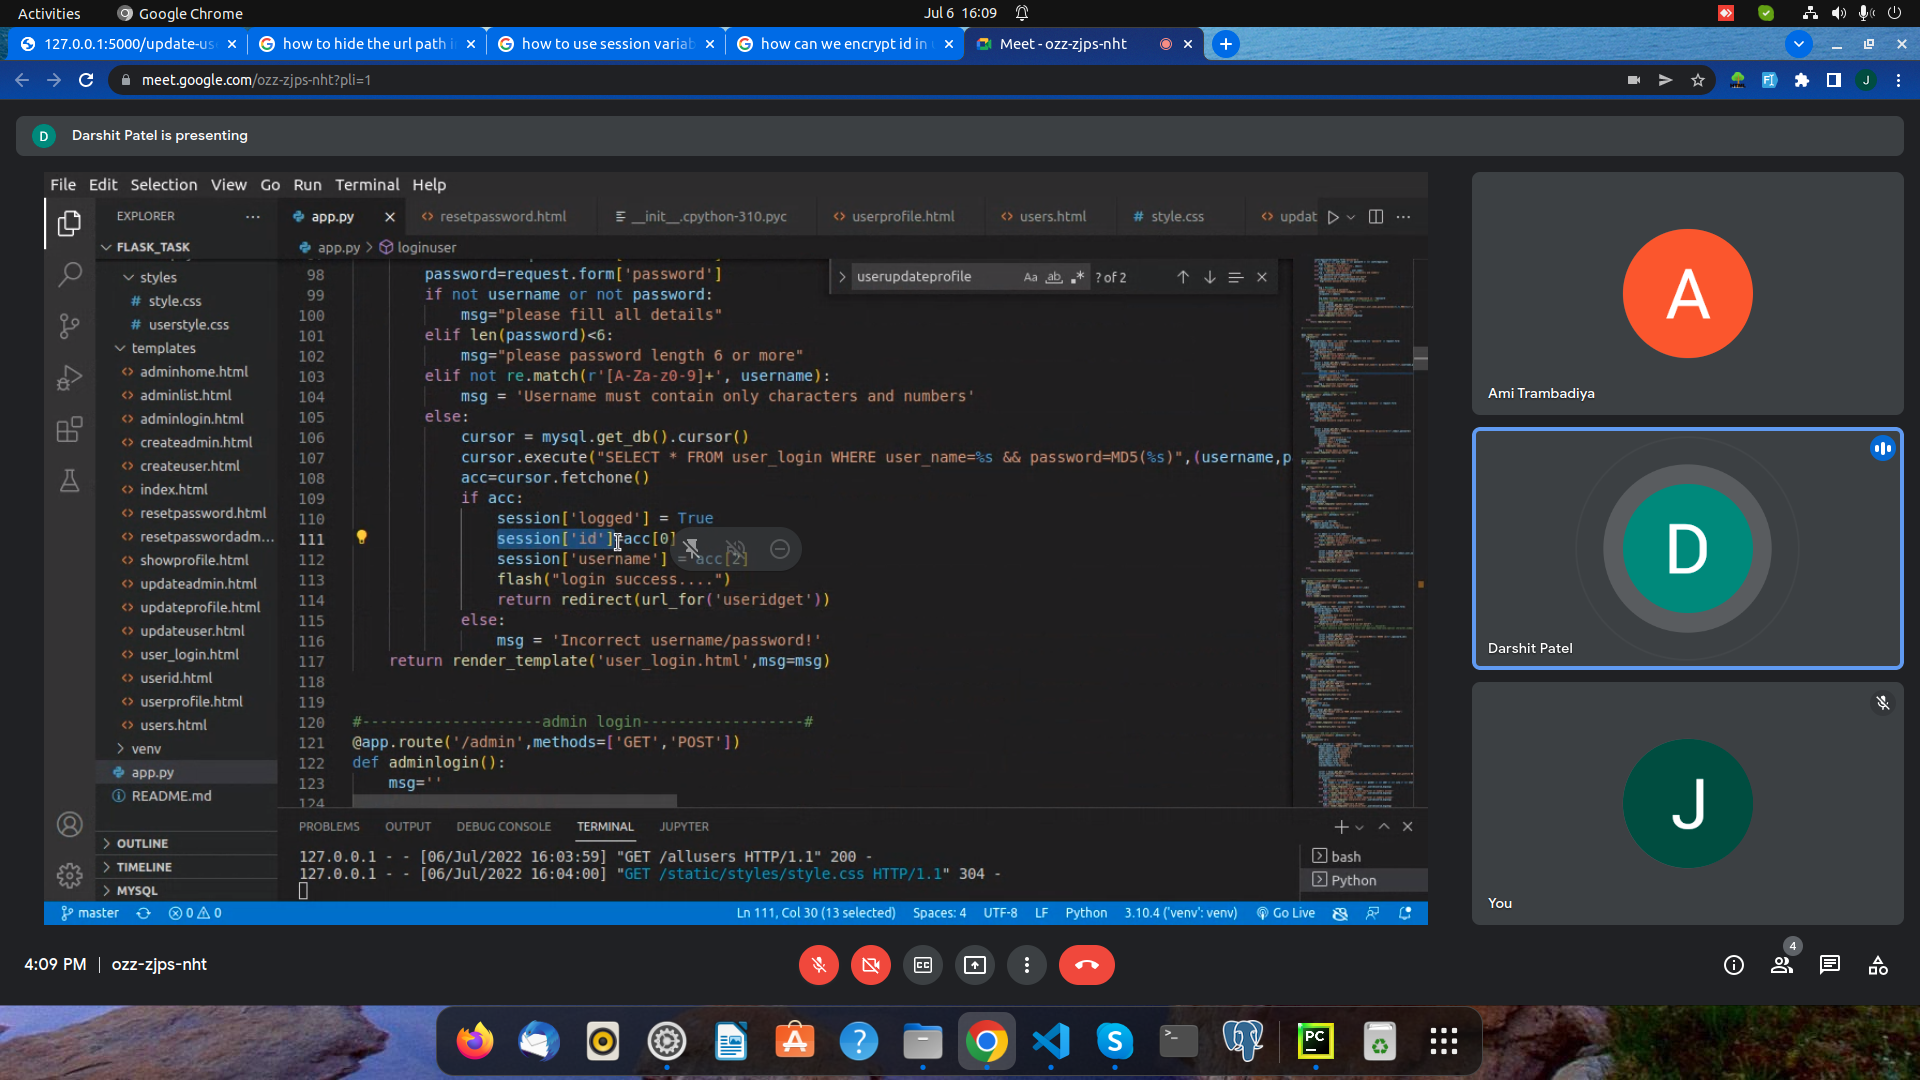 Activities
Google Chrome
Jul 6 16:09
127.0.0.1:5000/update-us
how to hide the url path i
how to use session varia
how can we encrypt id in
Meet - ozz-zjps-nht
meet.google.com/ozz-zjps-nht?pli=1
D Darshit Patel is presenting
File Edit Selection View Go Run Terminal Help
EXPLORER
app.py
resetpassword.html
__init__.cpython-310.pyc
userprofile.html
users.html
# style.css
updat
FLASK_TASK
app.py > loginuser
styles
# style.css
# userstyle.css
templates
adminhome.html
adminlist.html
adminlogin.html
createadmin.html
createuser.html
index.html
resetpassword.html
resetpasswordadm...
showprofile.html
updateadmin.html
updateprofile.html
updateuser.html
user_login.html
userid.html
userprofile.html
users.html
venv
app.py
README.md
OUTLINE
TIMELINE
MYSQL
userupdateprofile Aa ab ? of 2
98 password=request.form['password']
99 if not username or not password:
100 msg="please fill all details"
101 elif len(password)<6:
102 msg="please password length 6 or more"
103 elif not re.match(r'[A-Za-z0-9]+', username):
104 msg = 'Username must contain only characters and numbers'
105 else:
106 cursor = mysql.get_db().cursor()
107 cursor.execute("SELECT * FROM user_login WHERE user_name=%s && password=MD5(%s)",(username,p
108 acc=cursor.fetchone()
109 if acc:
110 session['logged'] = True
111 session['id']=acc[0]
112 session['username'] = acc[2]
113 flash("login success....")
114 return redirect(url_for('useridget'))
115 else:
116 msg = 'Incorrect username/password!'
117 return render_template('user_login.html',msg=msg)
118
119
120 #--------------------admin login-----------------#
121 @app.route('/admin',methods=['GET','POST'])
122 def adminlogin():
123 msg=''
124
PROBLEMS OUTPUT DEBUG CONSOLE TERMINAL JUPYTER
127.0.0.1 - - [06/Jul/2022 16:03:59] "GET /allusers HTTP/1.1" 200 -
127.0.0.1 - - [06/Jul/2022 16:04:00] "GET /static/styles/style.css HTTP/1.1" 304 -
bash
Python
master
0 0
Ln 111, Col 30 (13 selected) Spaces: 4 UTF-8 LF Python 3.10.4 ('venv': venv) Go Live
A
Ami Trambadiya
D
Darshit Patel
J
You
4:09 PM | ozz-zjps-nht
4
PC